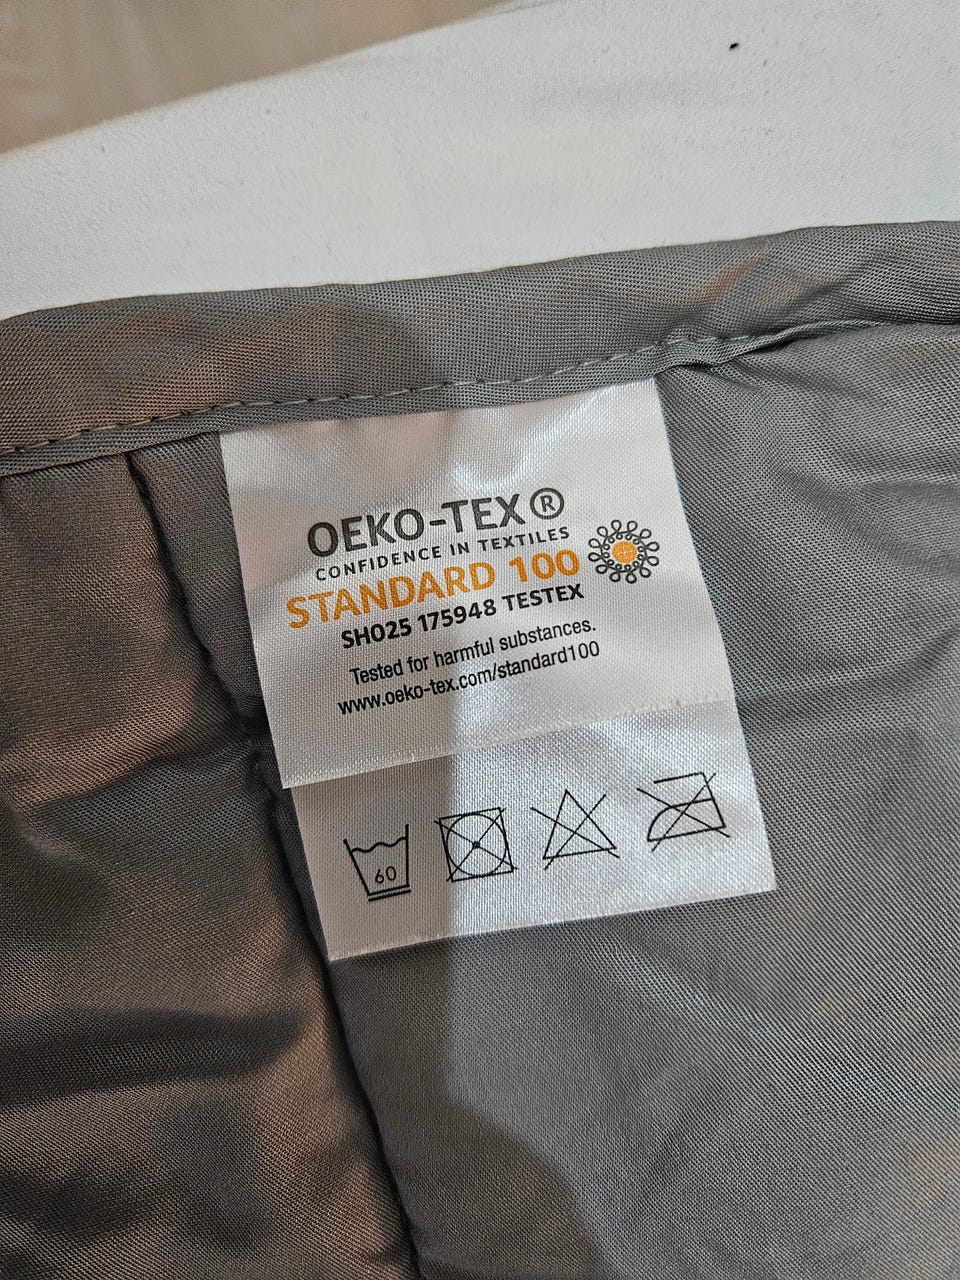 OEKO-TEX®
CONFIDENCE IN TEXTILES
STANDARD 100
SH025 175948 TESTEX
Tested for harmful substances.
www.oeko-tex.com/standard100
60